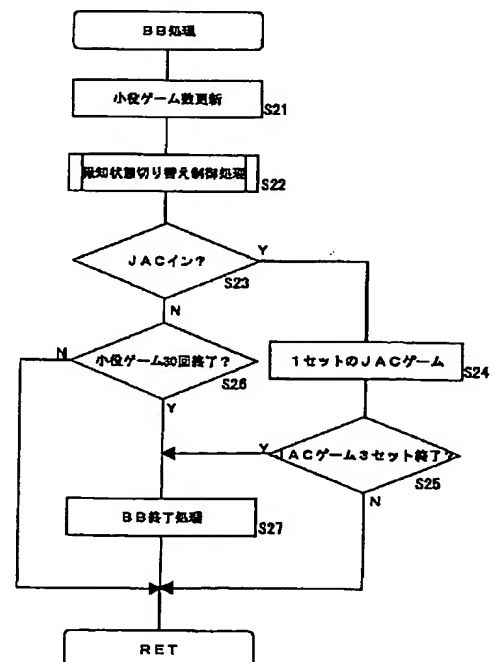 BB処理
小役ゲーム数更新
S21
報知状態切り替え制御処理
S22
JACイン?
Y
S23
N
N
小役ゲーム30回終了?
S26
1セットのJACゲーム
S24
Y
Y
JACゲーム3セット終了?
S25
N
BB終了処理
S27
RET